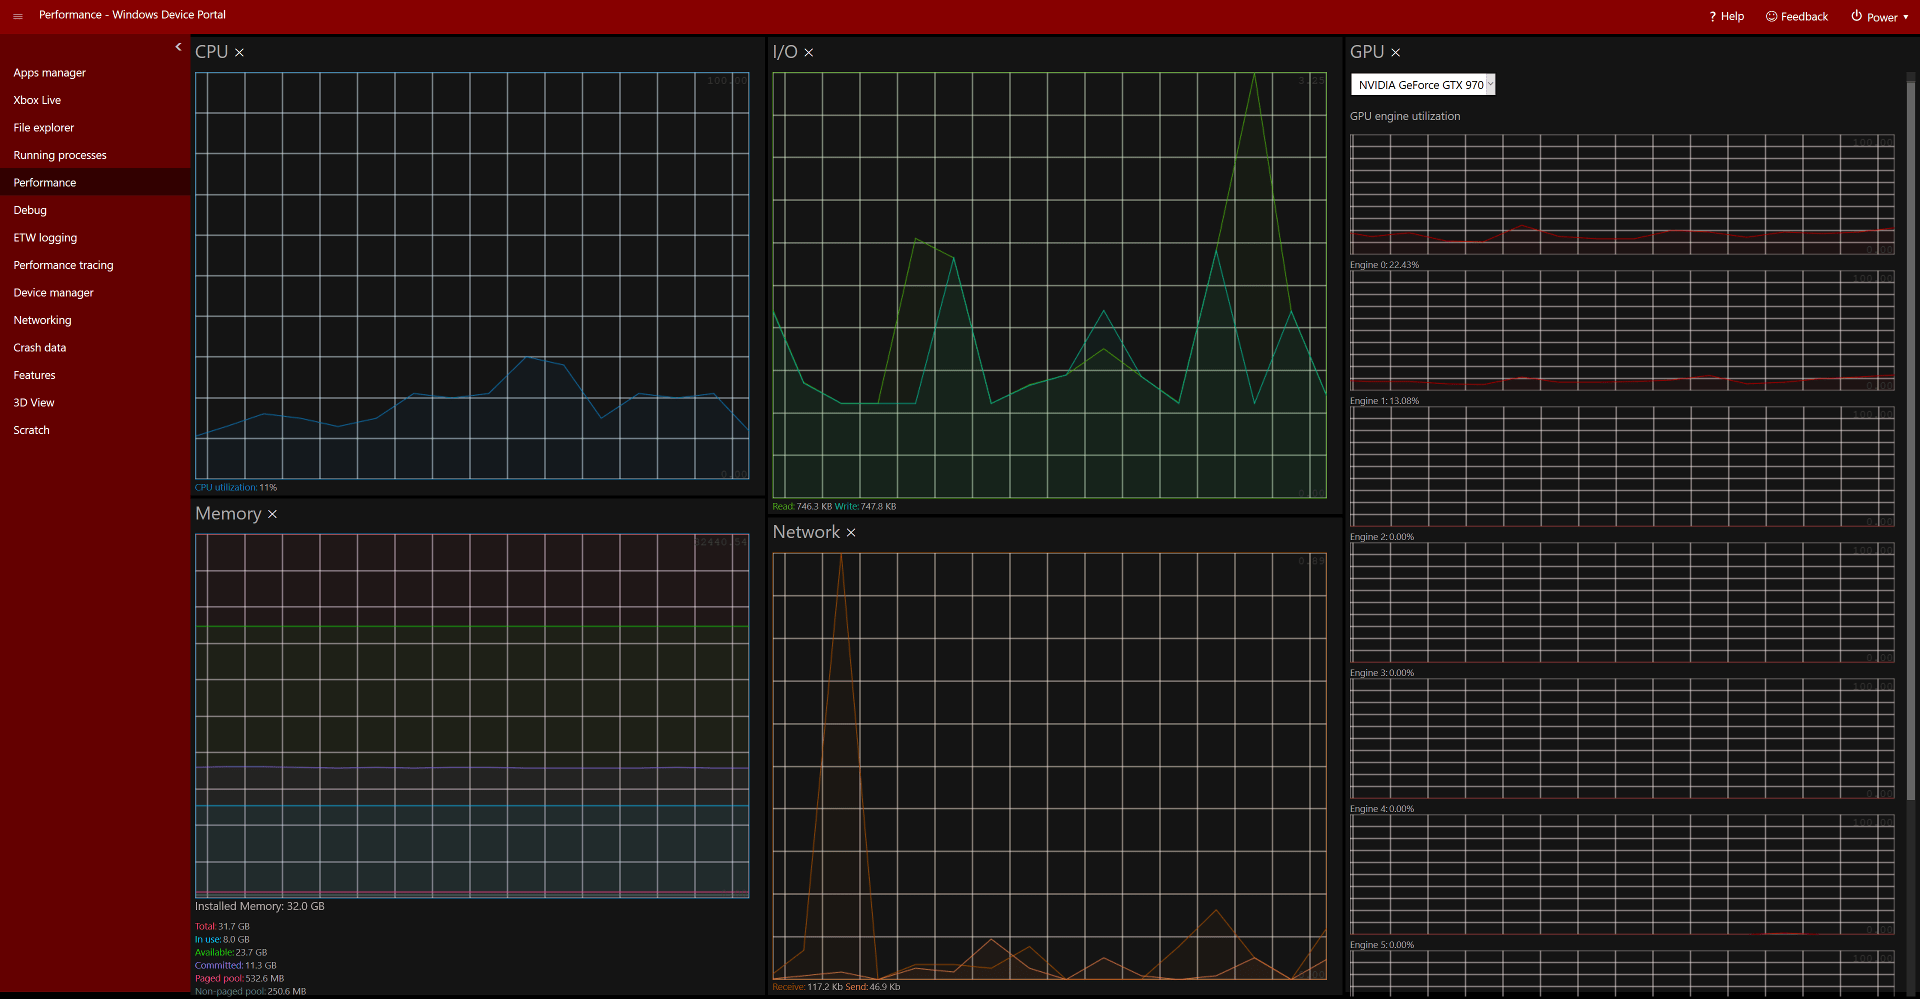 Performance - Windows Device Portal
? Help
Feedback
Power
Apps manager
Xbox Live
File explorer
Running processes
Performance
Debug
ETW logging
Performance tracing
Device manager
Networking
Crash data
Features
3D View
Scratch
CPU ×
100.00
0.00
CPU utilization: 11%
Memory ×
Installed Memory: 32.0 GB
Total: 31.7 GB
In use: 8.0 GB
Available: 23.7 GB
Committed: 11.3 GB
Paged pool: 532.6 MB
Non-paged pool: 250.6 MB
I/O ×
3.25
Read: 746.3 KB Write: 747.8 KB
Network ×
0.89
Receive: 117.2 Kb Send: 46.9 Kb
GPU ×
NVIDIA GeForce GTX 970
GPU engine utilization
100.00
0.00
Engine 0: 22.43%
100.00
0.00
Engine 1: 13.08%
100.00
0.00
Engine 2: 0.00%
100.00
0.00
Engine 3: 0.00%
100.00
0.00
Engine 4: 0.00%
100.00
0.00
Engine 5: 0.00%
100.00